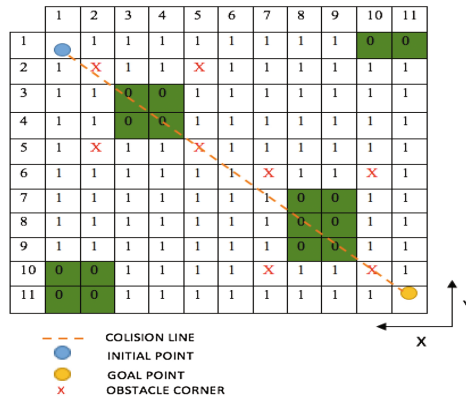 1 2 3 4 5 6 7 8 9 10 11
1 1 1 1 1 1 1 1 1 1 0 0
2 1 X 1 1 X 1 1 1 1 1 1
3 1 1 0 0 1 1 1 1 1 1 1
4 1 1 0 0 1 1 1 1 1 1 1
5 1 X 1 1 X 1 1 1 1 1 1
6 1 1 1 1 1 1 X 1 1 X 1
7 1 1 1 1 1 1 1 0 0 1 1
8 1 1 1 1 1 1 1 0 0 1 1
9 1 1 1 1 1 1 1 0 0 1 1
10 0 0 1 1 1 1 X 1 1 X 1
11 0 0 1 1 1 1 1 1 1 1
Y
X
COLISION LINE
INITIAL POINT
GOAL POINT
X OBSTACLE CORNER